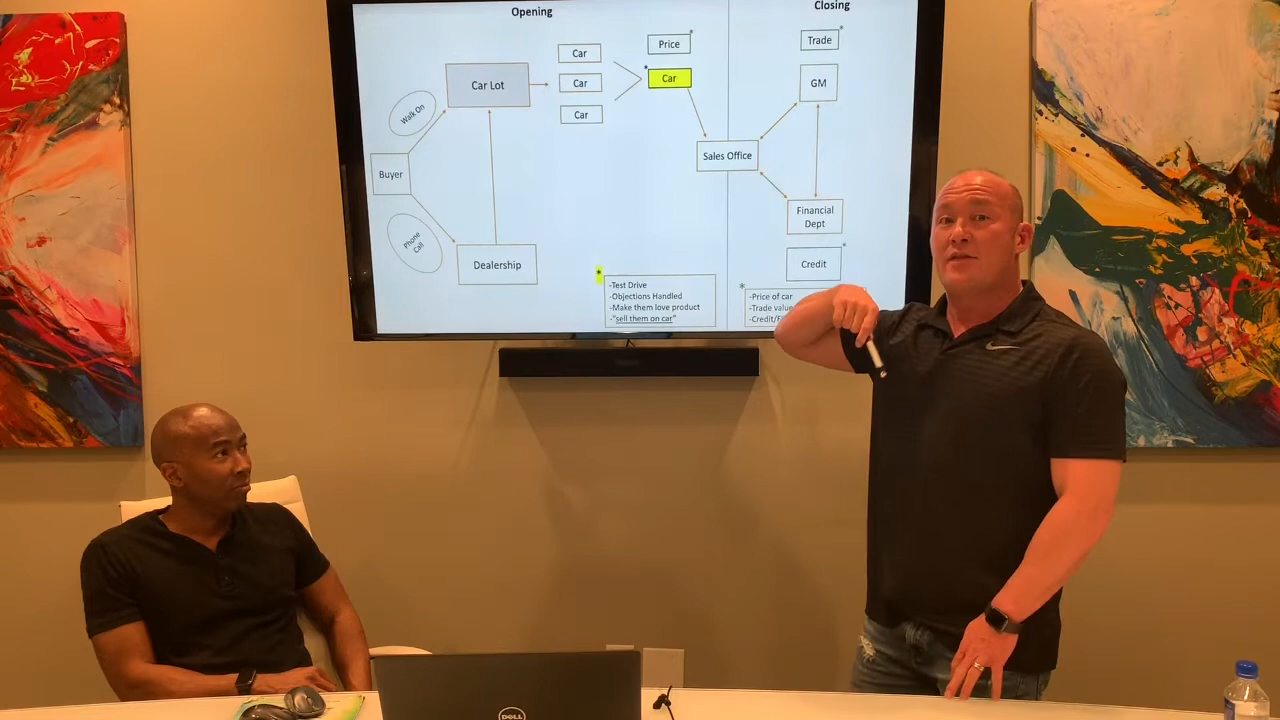 Opening
Closing
Car
Price*
Trade*
Car Lot
Car
*Car
GM
Walk On
Car
Sales Office
Buyer
Financial
Dept
Phone
Call
Dealership
Credit*
*
-Test Drive
-Objections Handled
-Make them love product
-"sell them on car"
*
-Price of car
-Trade value
-Credit/
DELL